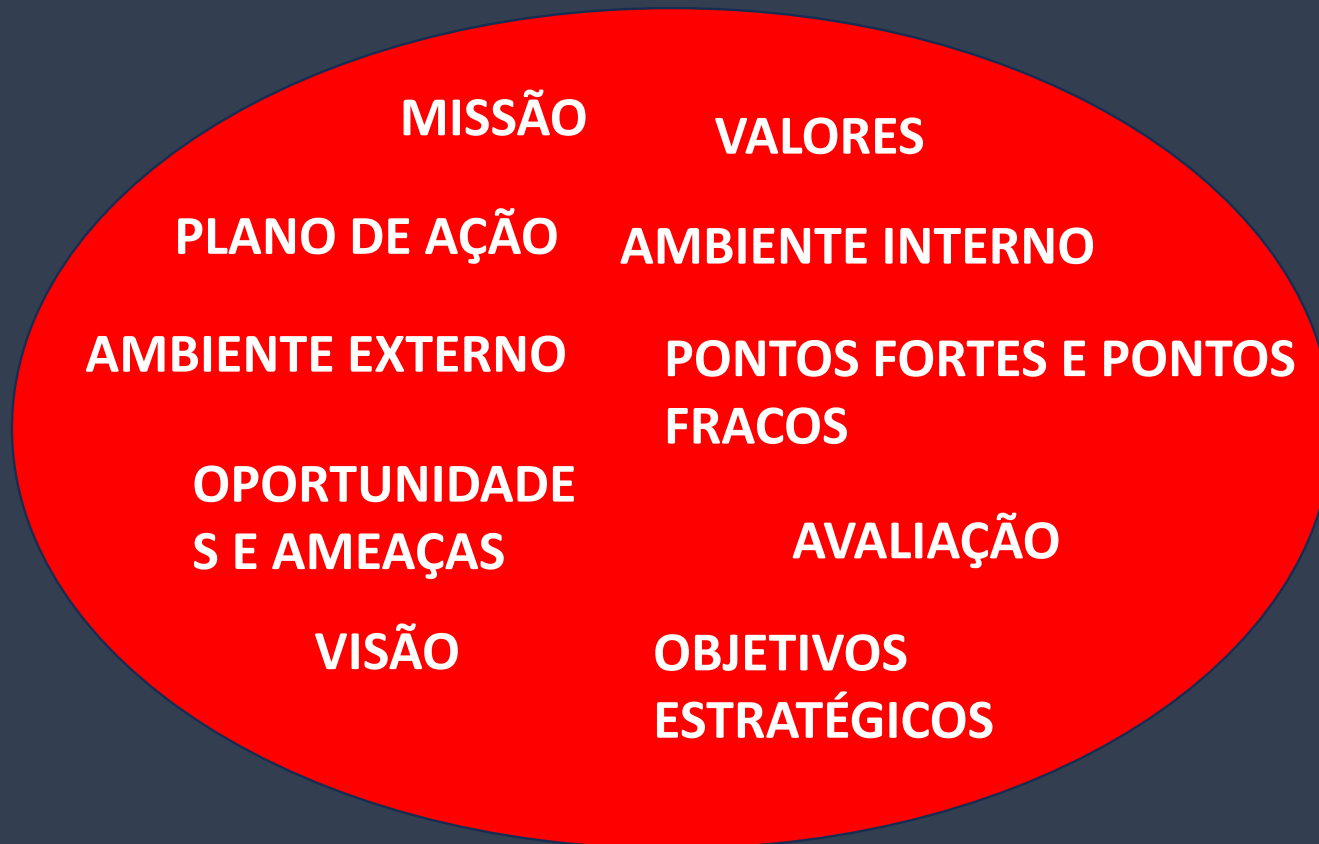 MISSÃO
VALORES
PLANO DE AÇÃO
AMBIENTE INTERNO
AMBIENTE EXTERNO
PONTOS FORTES E PONTOS
FRACOS
OPORTUNIDADE
S E AMEAÇAS
AVALIAÇÃO
VISÃO
OBJETIVOS
ESTRATÉGICOS